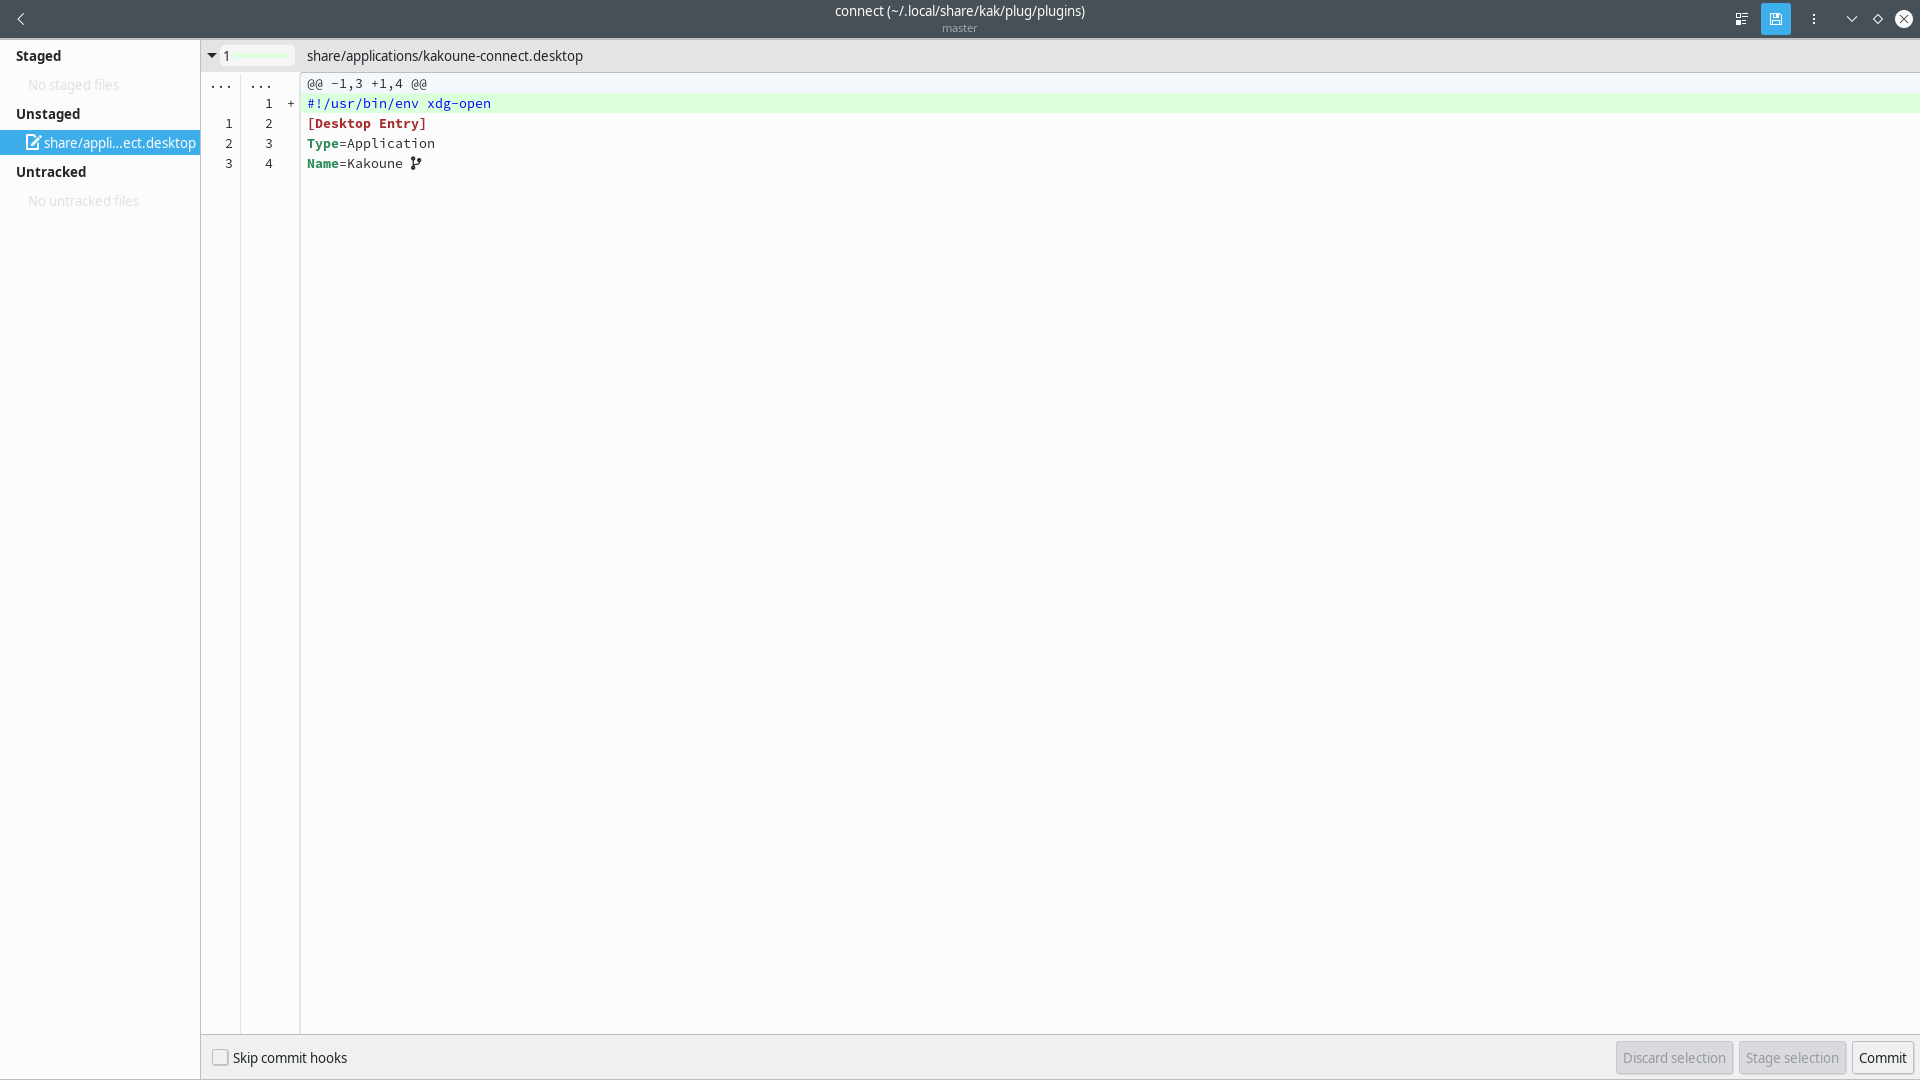 connect (~/.local/share/kak/plug/plugins)
master
Staged
No staged files
Unstaged
share/appli...ect.desktop
Untracked
No untracked files
1 share/applications/kakoune-connect.desktop
... ... @@ -1,3 +1,4 @@
1 + #!/usr/bin/env xdg-open
1 2 [Desktop Entry]
2 3 Type=Application
3 4 Name=Kakoune
Skip commit hooks
Discard selection
Stage selection
Commit